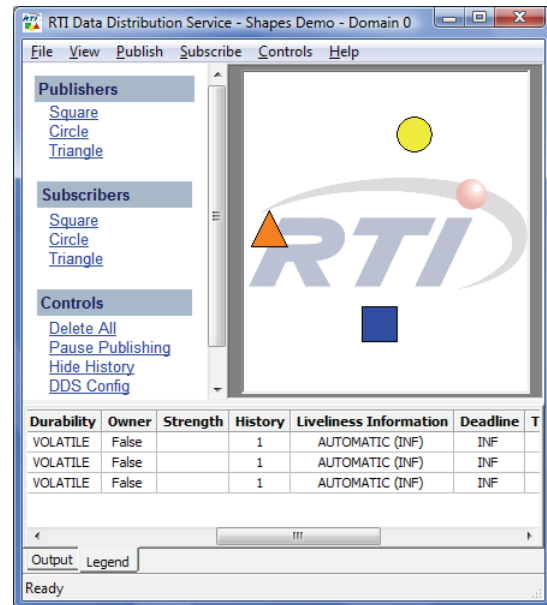 RTI Data Distribution Service - Shapes Demo - Domain 0
File View Publish Subscribe Controls Help
Publishers
Square
Circle
Triangle
Subscribers
Square
Circle
Triangle
Controls
Delete All
Pause Publishing
Hide History
DDS Config
RTI
Durability Owner Strength History Liveliness Information Deadline T
VOLATILE False 1 AUTOMATIC (INF) INF
VOLATILE False 1 AUTOMATIC (INF) INF
VOLATILE False 1 AUTOMATIC (INF) INF
Output Legend
Ready